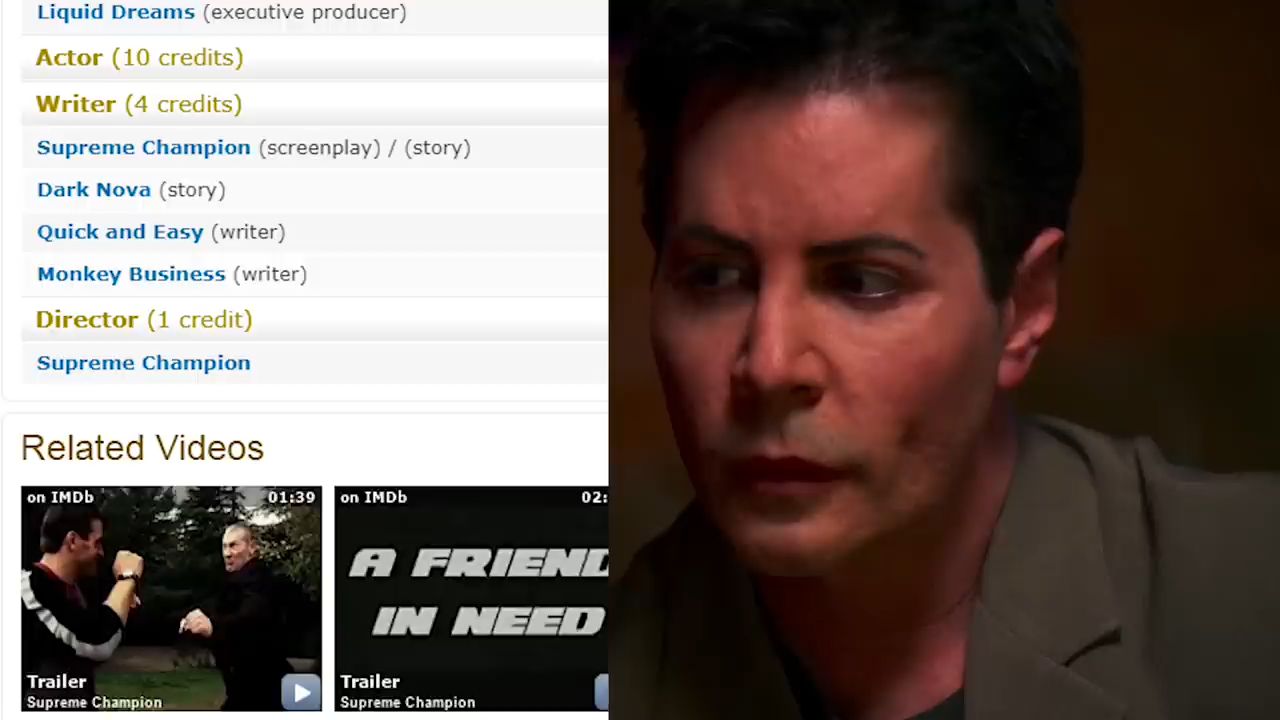 Liquid Dreams (executive producer)
Actor (10 credits)
Writer (4 credits)
Supreme Champion (screenplay) / (story)
Dark Nova (story)
Quick and Easy (writer)
Monkey Business (writer)
Director (1 credit)
Supreme Champion
Related Videos
on IMDb 01:39
on IMDb 02:
A FRIEND
IN NEED
Trailer
Supreme Champion
Trailer
Supreme Champion